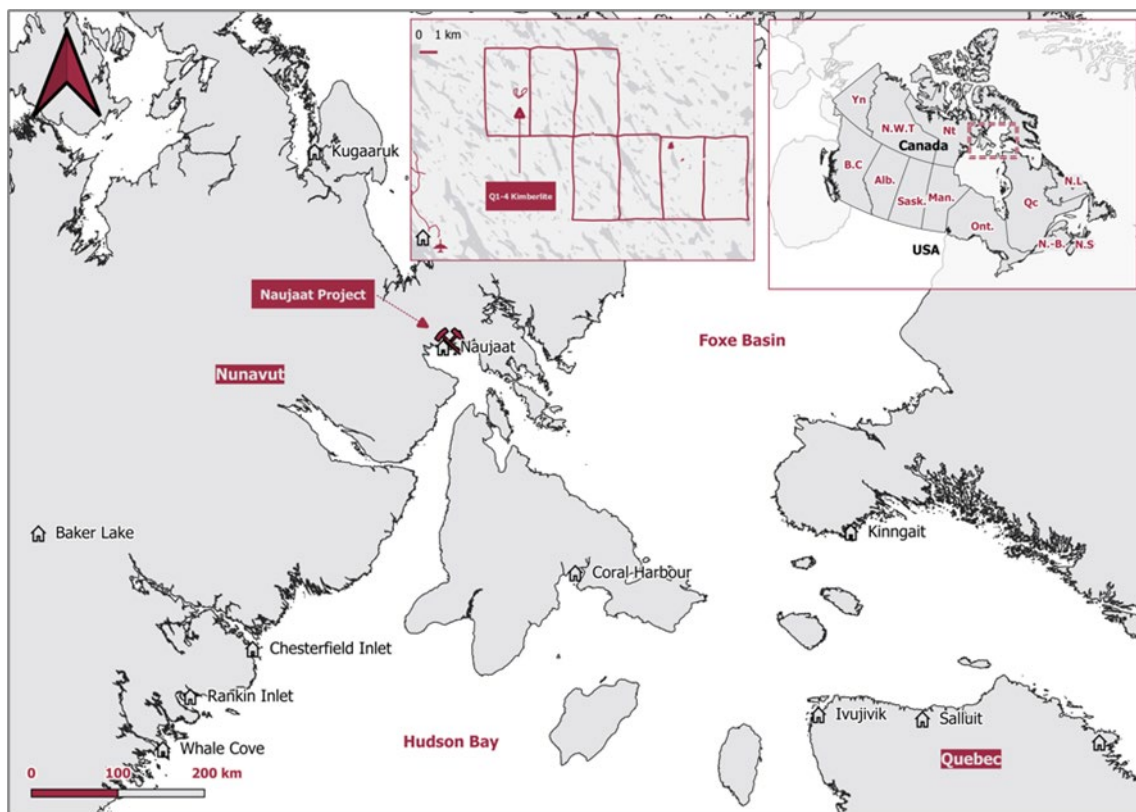 0 1 km
Q1-4 Kimberlite
Yn
N.W.T
Nt
Canada
B.C
Alb.
Sask.
Man.
Ont.
Qc
N.L
N.-B.
N.S
USA
Kugaaruk
Naujaat Project
Naujaat
Foxe Basin
Nunavut
Baker Lake
Kinngait
Coral Harbour
Chesterfield Inlet
Rankin Inlet
Ivujivik
Salluit
Whale Cove
Hudson Bay
Quebec
0 100 200 km